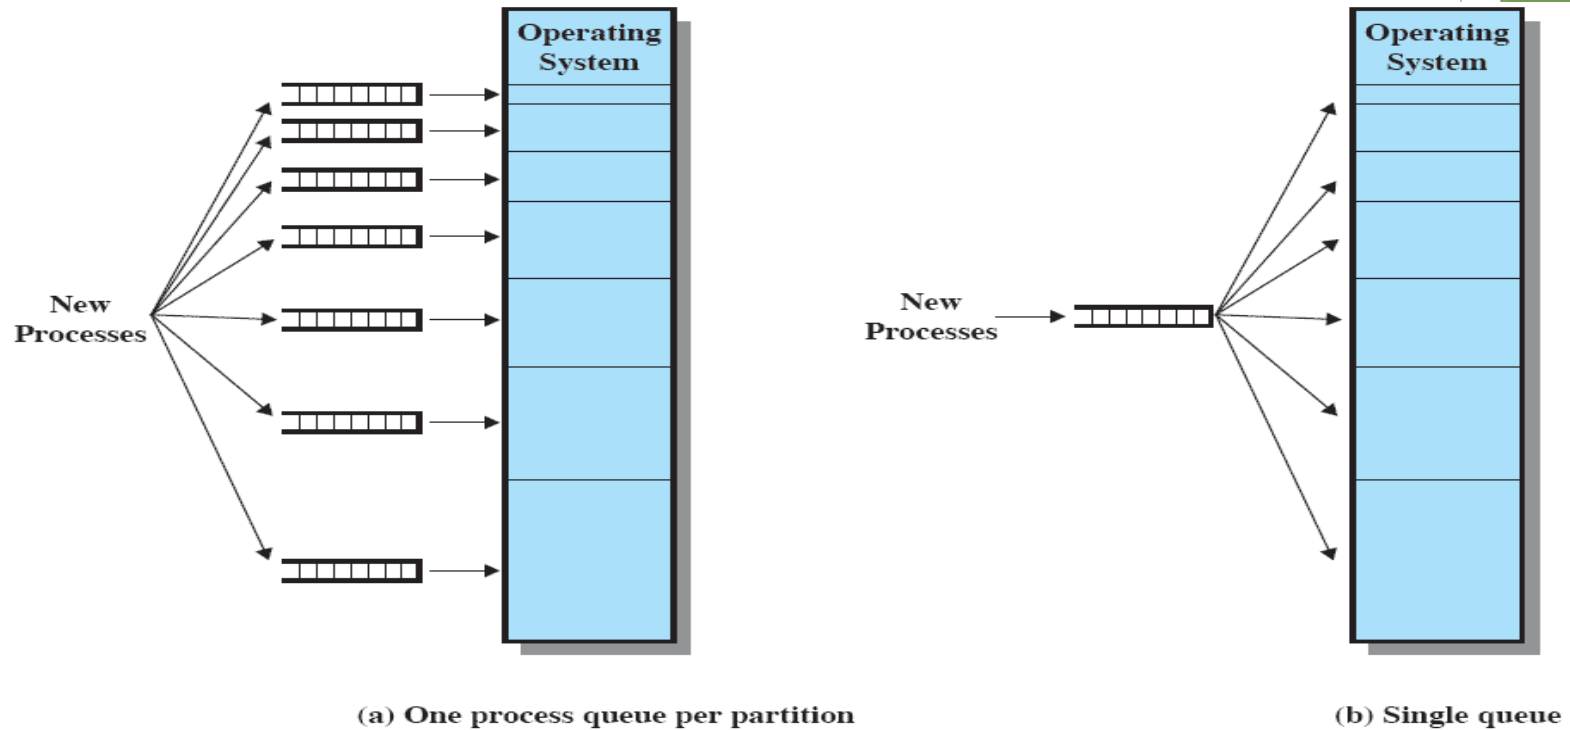 Operating
System
New
Processes
(a) One process queue per partition
Operating
System
New
Processes
(b) Single queue